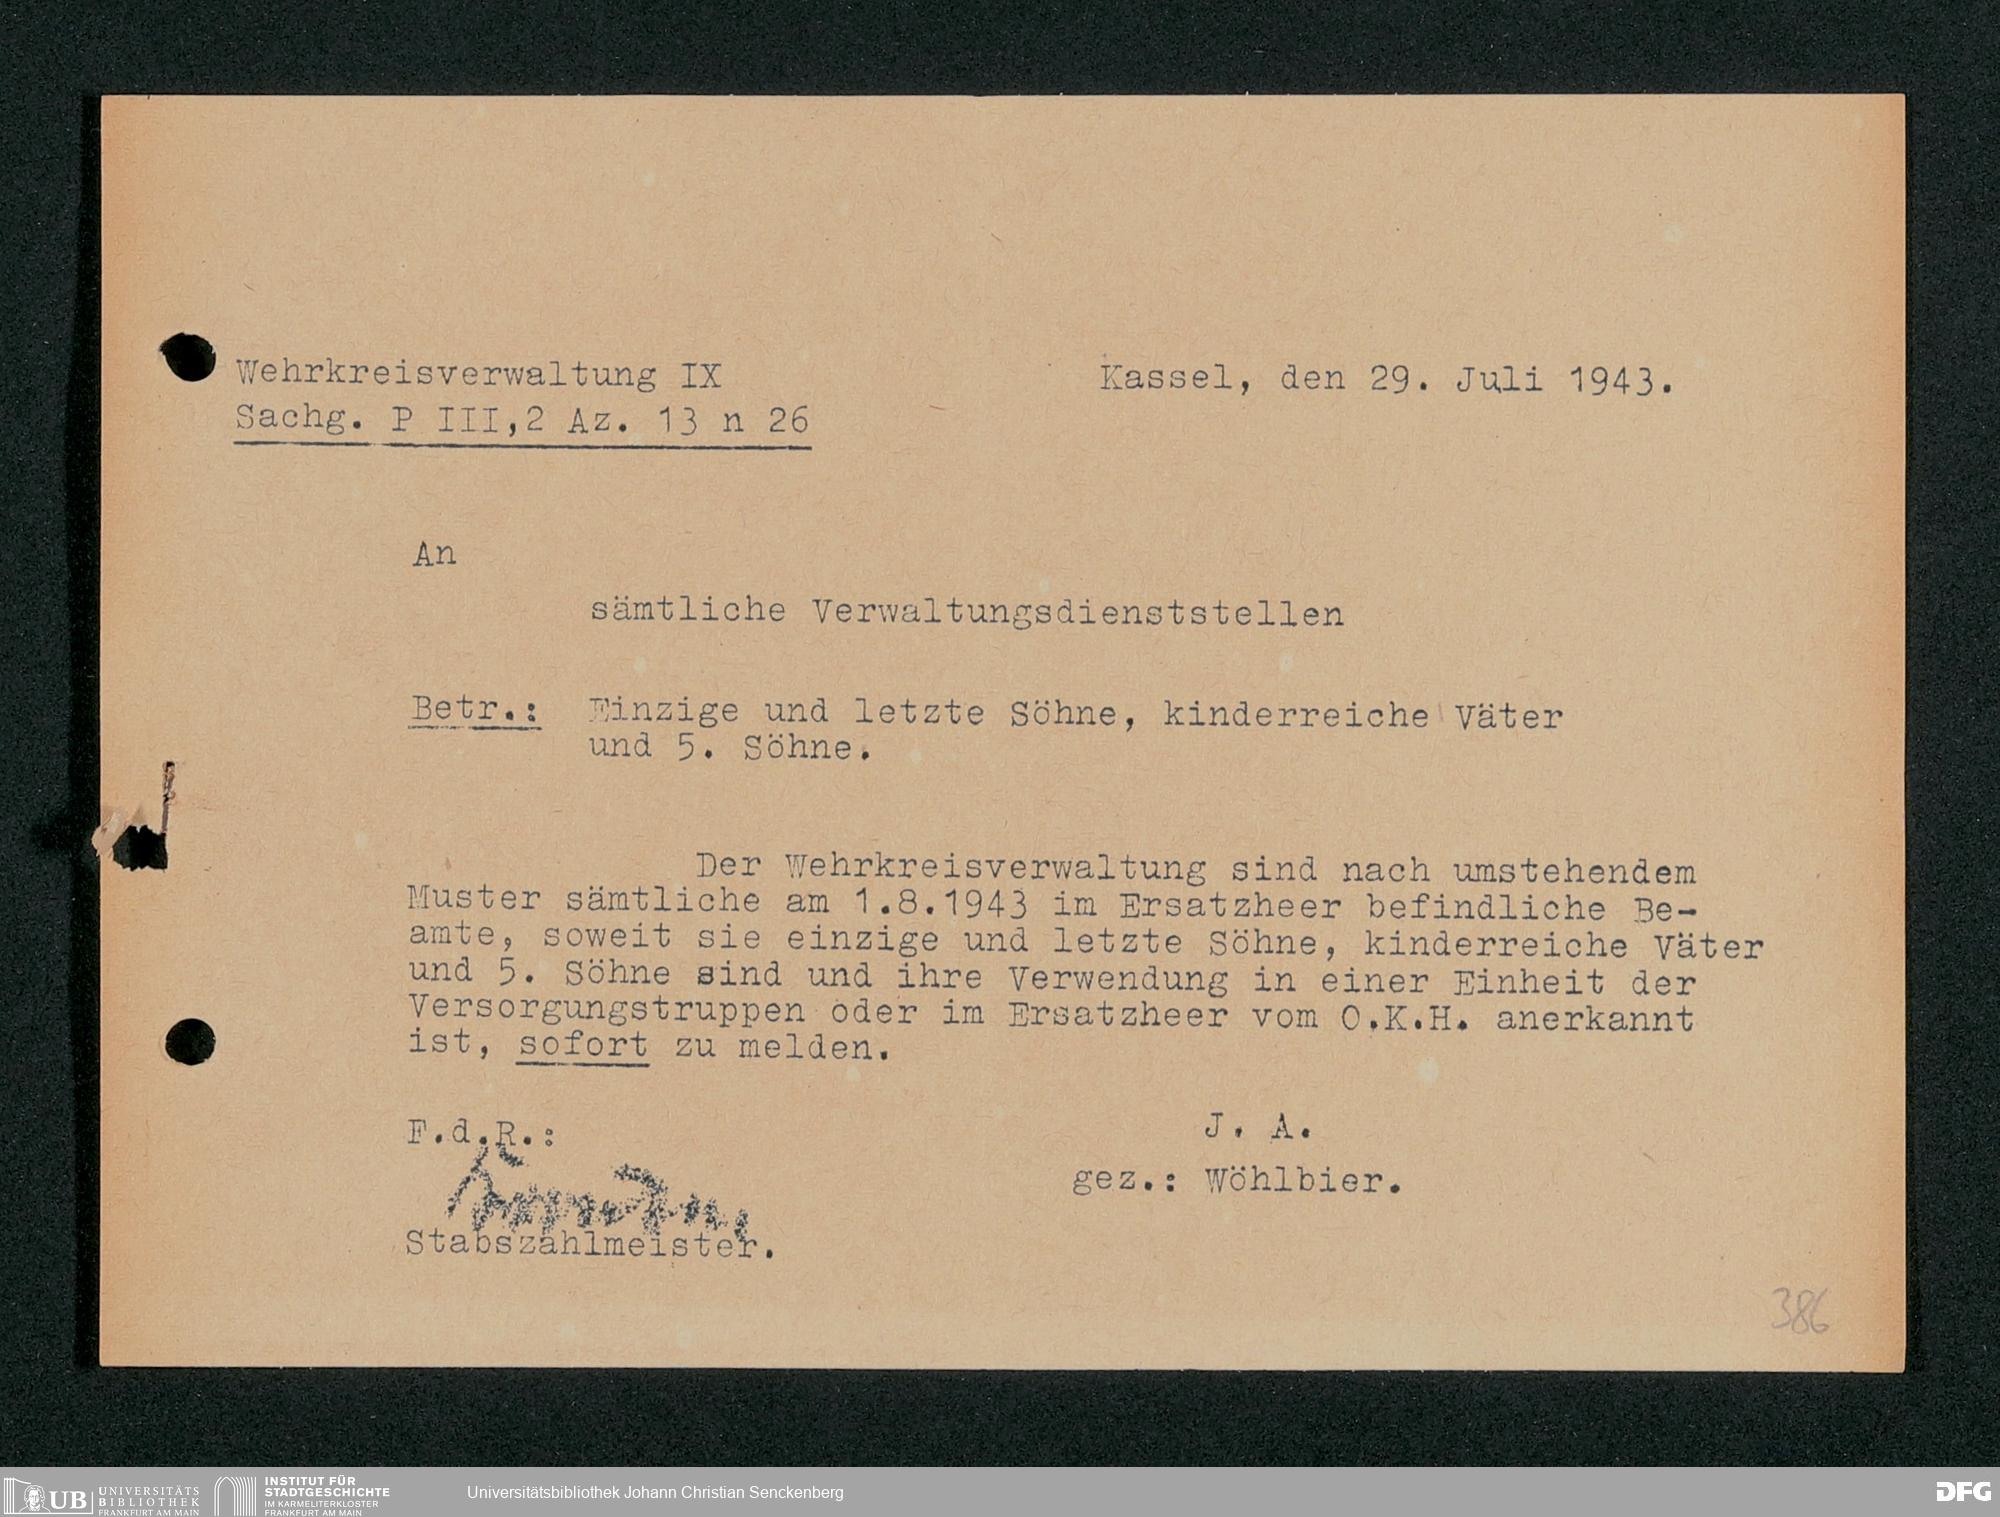 Wehrkreisverwaltung IX
Kassel, den 29. Juli 1943.
Sachg. P III,2 Az. 13 n 26
An
sämtliche Verwaltungsdienststellen
Betr.: Einzige und letzte Söhne, kinderreiche Väter
und 5. Söhne.
Der Wehrkreisverwaltung sind nach umstehendem
Muster sämtliche am 1.8.1943 im Ersatzheer befindliche Be-
amte, soweit sie einzige und letzte Söhne, kinderreiche Väter
und 5. Söhne sind und ihre Verwendung in einer Einheit der
Versorgungstruppen oder im Ersatzheer vom O.K.H. anerkannt
ist, sofort zu melden.
F.d.R.:
J. A.
gez.: Wöhlbier.
Stabszahlmeister.
386
UB UNIVERSITÄTS
BIBLIOTHEK
FRANKFURT AM MAIN
INSTITUT FÜR
STADTGESCHICHTE
IM KARMELITERKLOSTER
FRANKFURT AM MAIN
Universitätsbibliothek Johann Christian Senckenberg
DFG